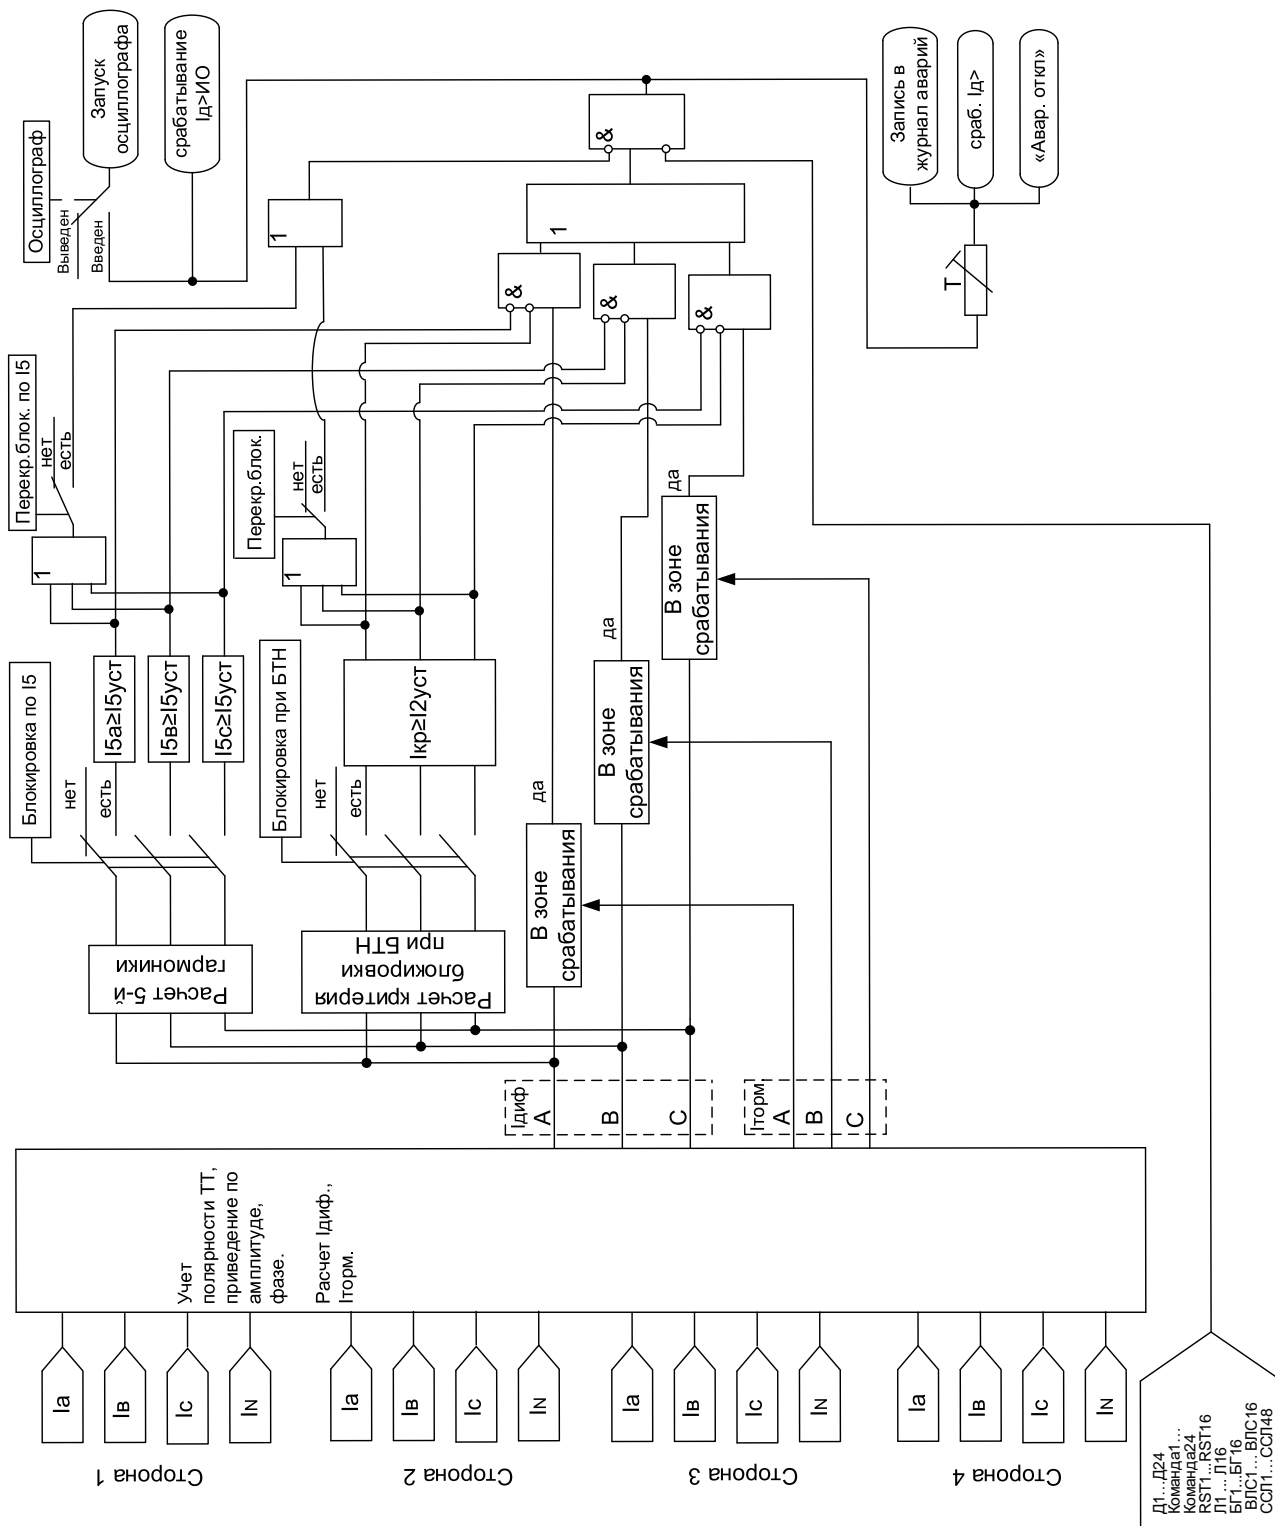 Сторона 1
Ia
Iв
Ic
IN
Сторона 2
Ia
Iв
Ic
IN
Сторона 3
Ia
Iв
Ic
IN
Сторона 4
Ia
Iв
Ic
IN
Учет
полярности ТТ,
приведение по
амплитуде,
фазе.
Расчет Iдиф.,
Iторм.
Iдиф
A
B
C
Iторм.
A
B
C
Расчет 5-й
гармоники
Расчет критерия
блокировки
при БТН
Блокировка по I5
нет
есть
I5a≥I5уст
I5в≥I5уст
I5c≥I5уст
Блокировка при БТН
нет
есть
Iкр≥I2уст
В зоне
срабатывания
да
В зоне
срабатывания
да
В зоне
срабатывания
да
1
Перекр.блок. по I5
нет
есть
1
Перекр.блок.
нет
есть
1
&
&
&
1
&
Осциллограф
Выведен
Введен
Запуск
осциллографа
срабатывание
Iд>ИО
T
Запись в
журнал аварий
сраб. Iд>
«Авар. откл»
Д1...Д24
Команда1...
Команда24
RST1...RST16
Л1 ... Л16
БГ1...БГ16
ВЛС1... ВЛС16
ССЛ1...ССЛ48